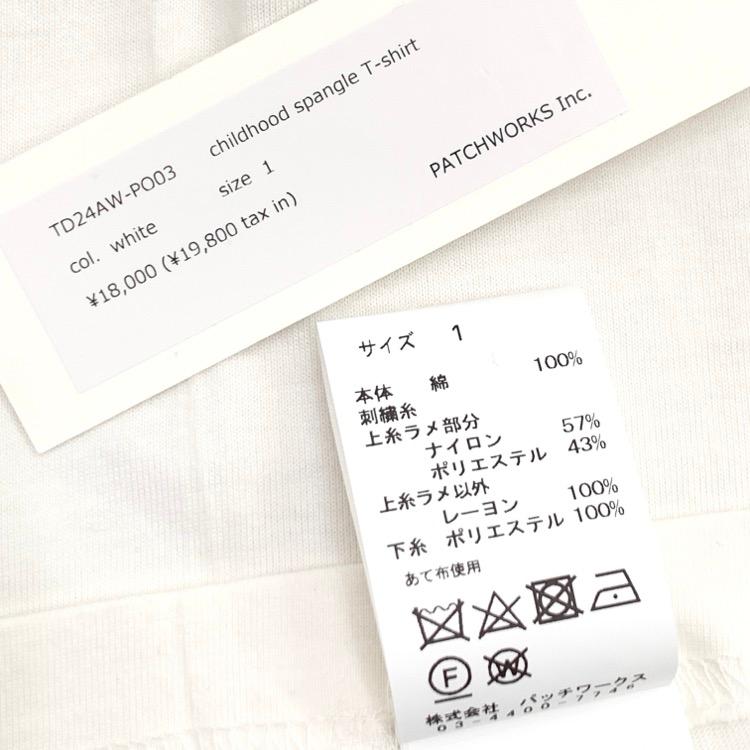 TD24AW-PO03 childhood spangle T-shirt
col. white size 1
¥18,000 (¥19,800 tax in) PATCHWORKS Inc.
サイズ 1
本体 綿 100%
刺繍糸
上糸ラメ部分
ナイロン 57%
ポリエステル 43%
上糸ラメ以外
レーヨン 100%
下糸 ポリエステル 100%
あて布使用
F W
株式会社 パッチワークス
03-4400-7746